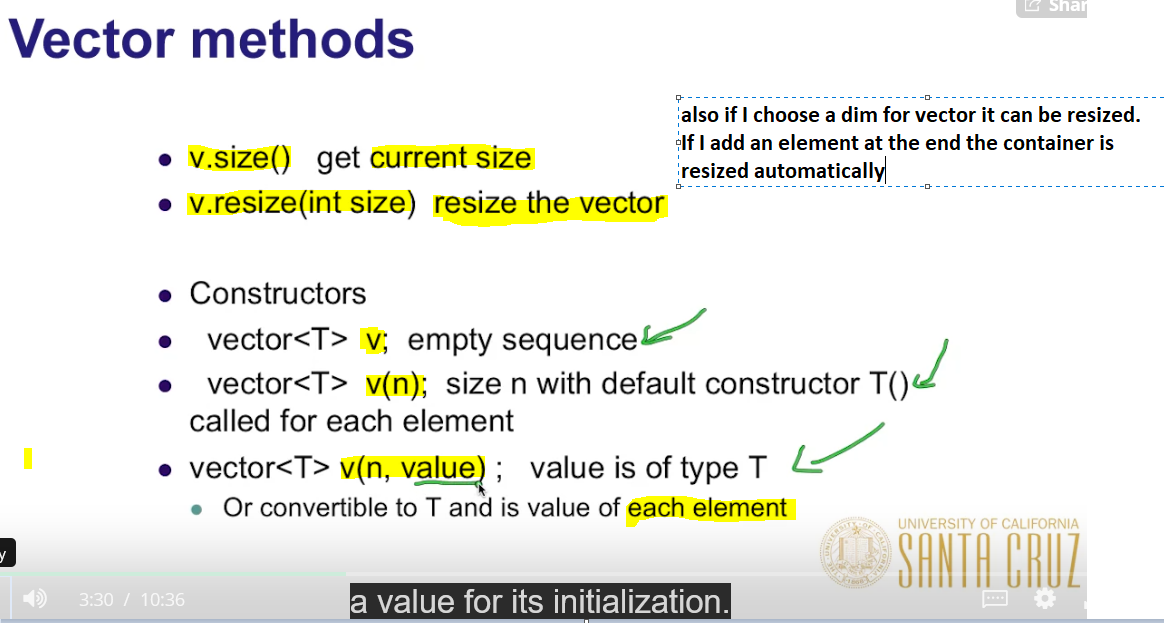 Shar
Vector methods
also if I choose a dim for vector it can be resized.
If I add an element at the end the container is
resized automatically
• v.size() get current size
• v.resize(int size) resize the vector
• Constructors
• vector<T> v; empty sequence
• vector<T> v(n); size n with default constructor T()
called for each element
• vector<T> v(n, value) ; value is of type T
• Or convertible to T and is value of each element
UNIVERSITY OF CALIFORNIA
SANTA CRUZ
y
3:30 / 10:36
a value for its initialization.